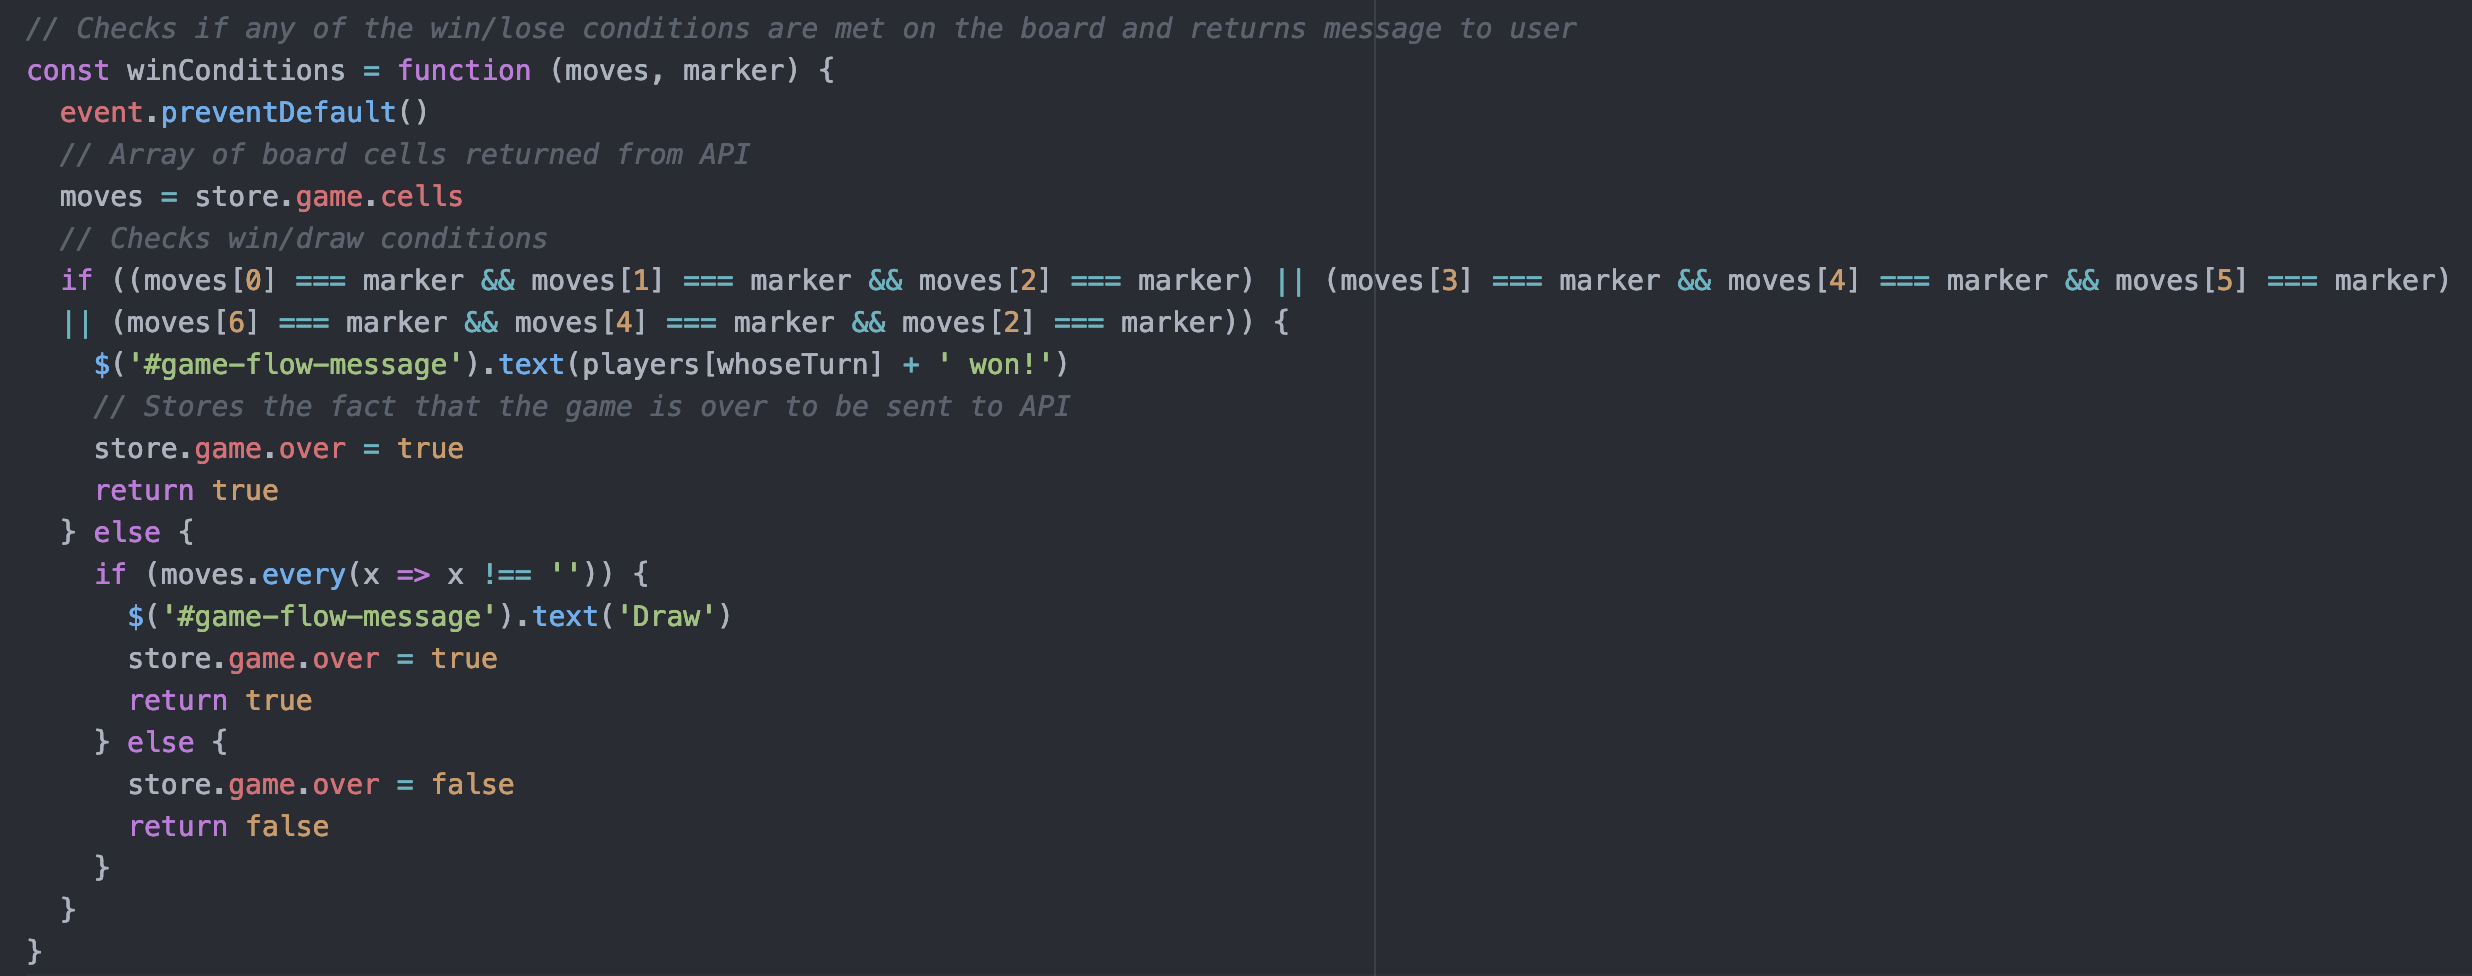 // Checks if any of the win/lose conditions are met on the board and returns message to user
const winConditions = function (moves, marker) {
  event.preventDefault()
  // Array of board cells returned from API
  moves = store.game.cells
  // Checks win/draw conditions
  if ((moves[0] === marker && moves[1] === marker && moves[2] === marker) || (moves[3] === marker && moves[4] === marker && moves[5] === marker)
  || (moves[6] === marker && moves[4] === marker && moves[2] === marker)) {
    $('#game-flow-message').text(players[whoseTurn] + ' won!')
    // Stores the fact that the game is over to be sent to API
    store.game.over = true
    return true
  } else {
    if (moves.every(x => x !== '')) {
      $('#game-flow-message').text('Draw')
      store.game.over = true
      return true
    } else {
      store.game.over = false
      return false
    }
  }
}